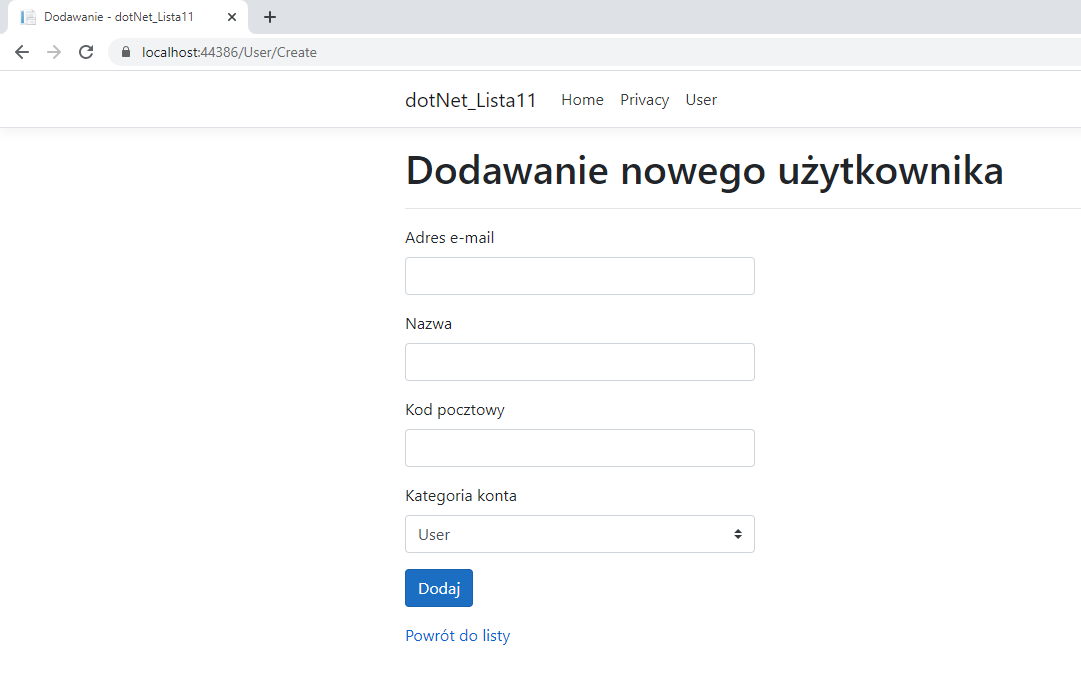 Dodawanie - dotNet_Lista11
localhost:44386/User/Create
dotNet_Lista11 Home Privacy User
Dodawanie nowego użytkownika
Adres e-mail
Nazwa
Kod pocztowy
Kategoria konta
User
Dodaj
Powrót do listy